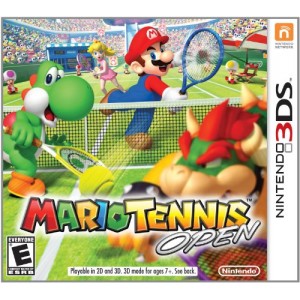 NINTENDO 3DS
MARIO TENNIS
OPEN
EVERYONE
E
ESRB
Playable in 2D and 3D. 3D mode for ages 7+. See back.
Nintendo